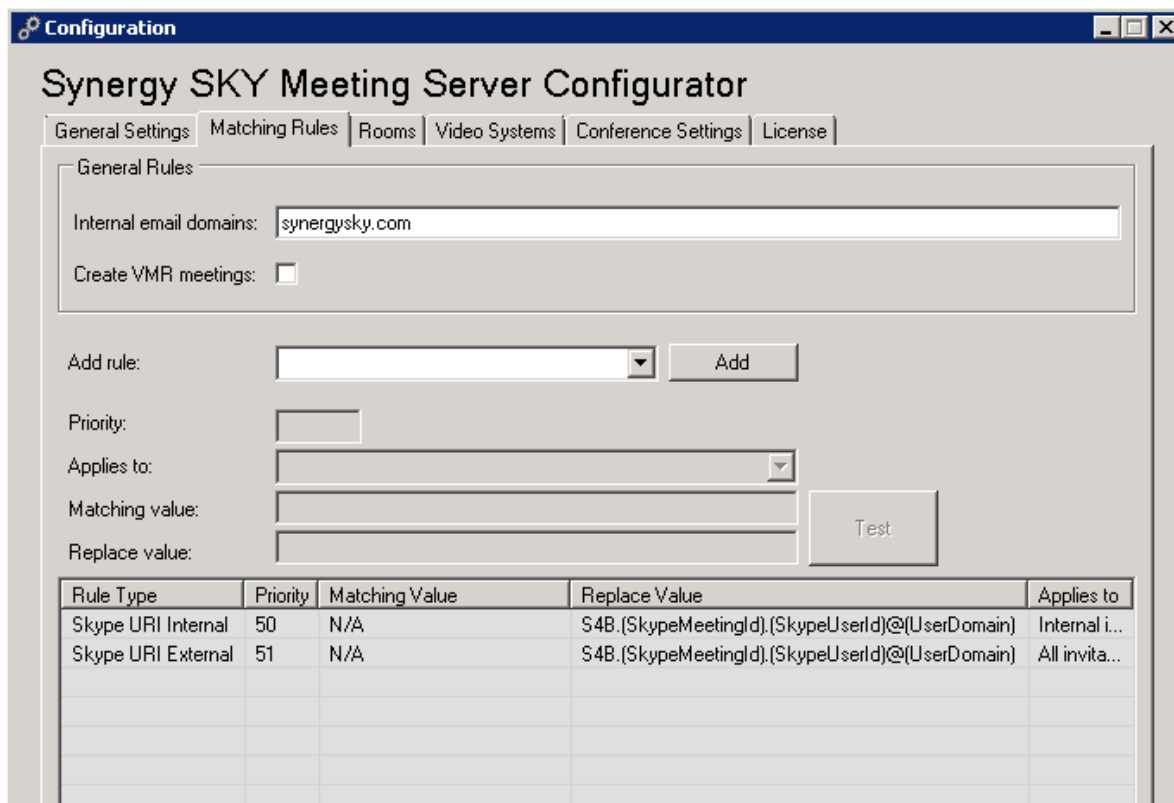 Configuration
Synergy SKY Meeting Server Configurator
General Settings Matching Rules Rooms Video Systems Conference Settings License
General Rules
Internal email domains: synergysky.com
Create VMR meetings:
Add rule: Add
Priority:
Applies to:
Matching value:
Test
Replace value:
Rule Type Priority Matching Value Replace Value Applies to
Skype URI Internal 50 N/A S4B.(SkypeMeetingId).(SkypeUserId)@(UserDomain) Internal i...
Skype URI External 51 N/A S4B.(SkypeMeetingId).(SkypeUserId)@(UserDomain) All invita...